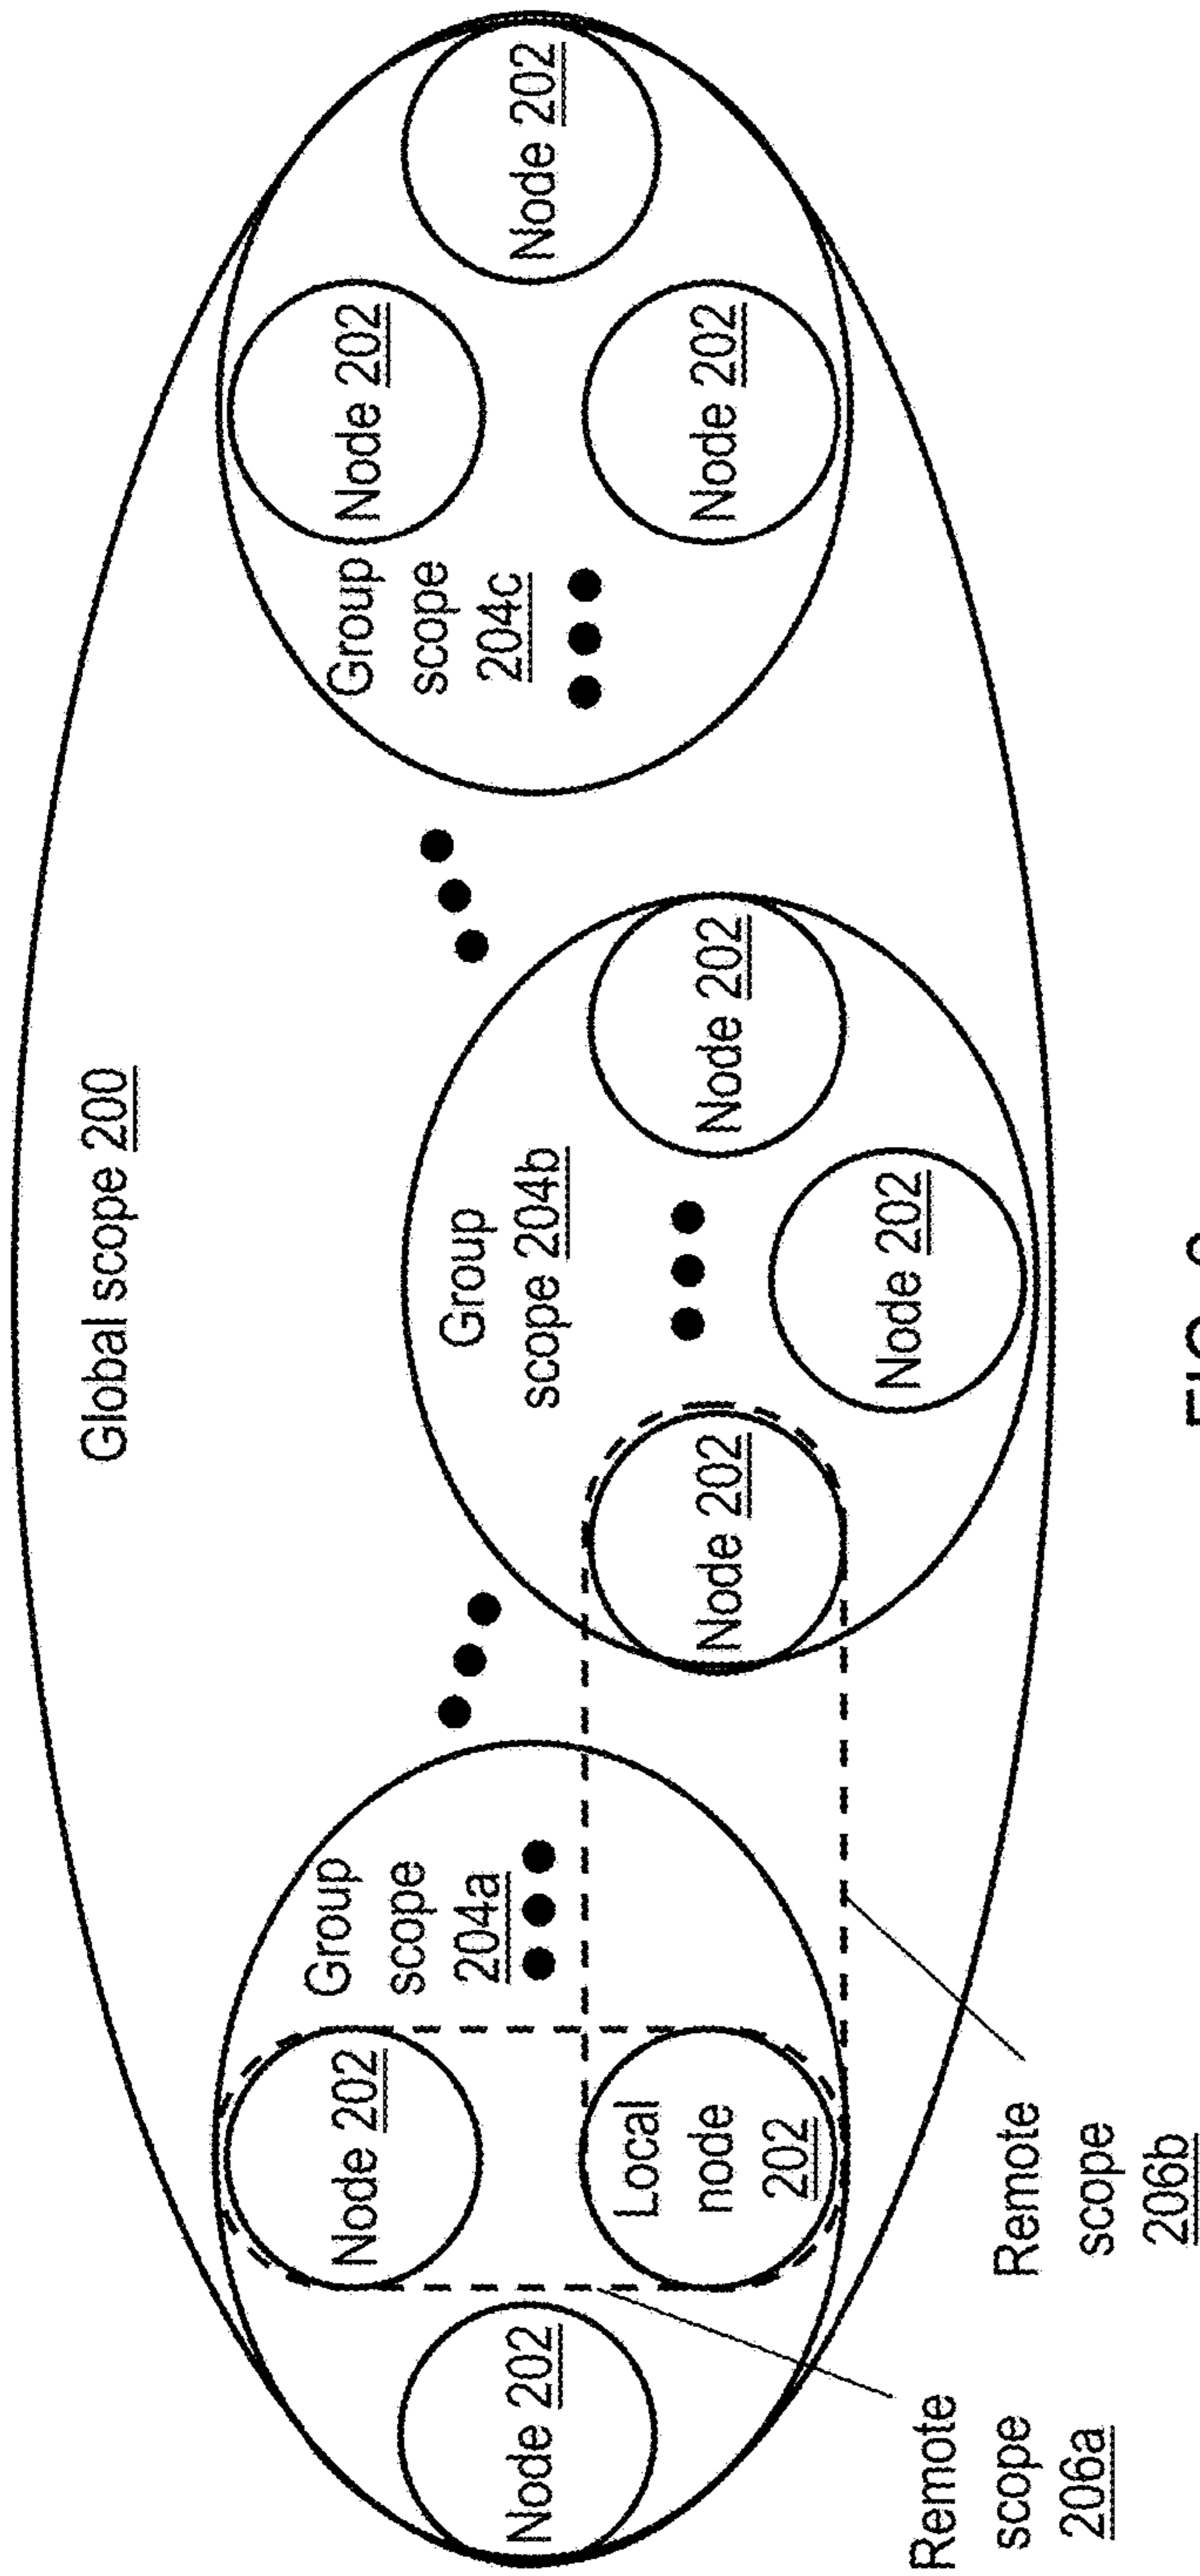 Global scope 200
Group
scope
204a
Node 202
Node 202
Local
node
202
Group
scope 204b
Node 202
Node 202
Node 202
Group
scope
204c
Node 202
Node 202
Node 202
Remote
scope
206a
Remote
scope
206b